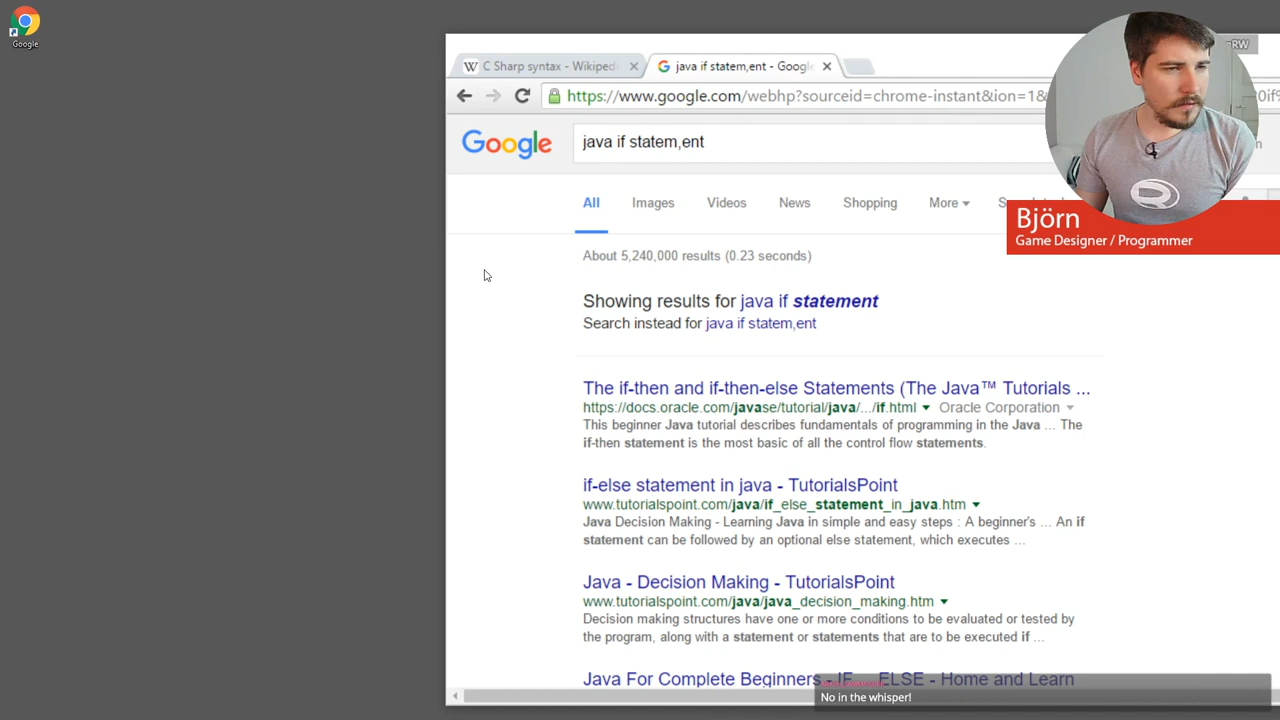 Google
C Sharp syntax - Wikiped
java if statem,ent - Goog
RW
https://www.google.com/webhp?sourceid=chrome-instant&ion=1&
Google
java if statem,ent
All Images Videos News Shopping More
About 5,240,000 results (0.23 seconds)
Björn
Game Designer / Programmer
Showing results for java if statement
Search instead for java if statem,ent
The if-then and if-then-else Statements (The Java™ Tutorials ...
https://docs.oracle.com/javase/tutorial/java/.../if.html Oracle Corporation
This beginner Java tutorial describes fundamentals of programming in the Java ... The
if-then statement is the most basic of all the control flow statements.
if-else statement in java - TutorialsPoint
www.tutorialspoint.com/java/if_else_statement_in_java.htm
Java Decision Making - Learning Java in simple and easy steps : A beginner's ... An if
statement can be followed by an optional else statement, which executes ...
Java - Decision Making - TutorialsPoint
www.tutorialspoint.com/java/java_decision_making.htm
Decision making structures have one or more conditions to be evaluated or tested by
the program, along with a statement or statements that are to be executed if ...
Java For Complete Beginners - IF ... ELSE - Home and Learn
No in the whisper!